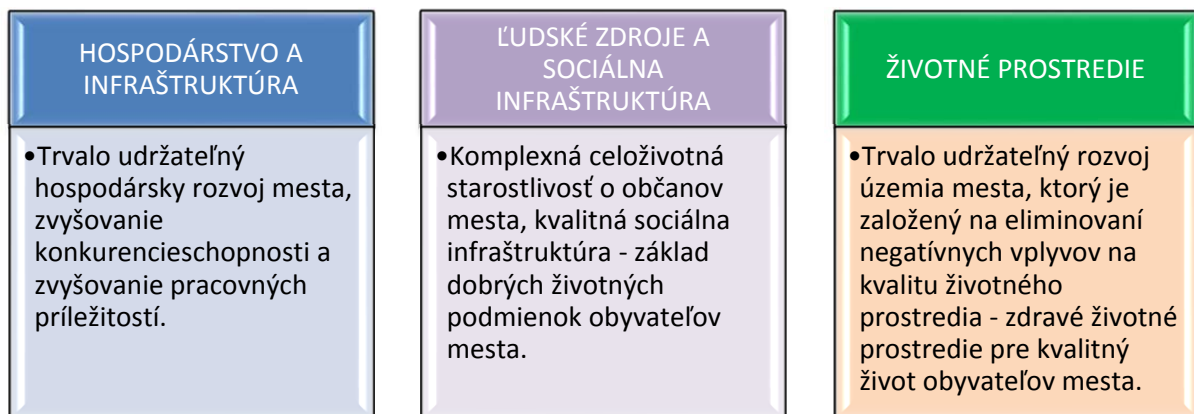 HOSPODÁRSTVO A
INFRAŠTRUKTÚRA
•Trvalo udržateľný
hospodársky rozvoj mesta,
zvyšovanie
konkurencieschopnosti a
zvyšovanie pracovných
príležitostí.
ĽUDSKÉ ZDROJE A
SOCIÁLNA
INFRAŠTRUKTÚRA
•Komplexná celoživotná
starostlivosť o občanov
mesta, kvalitná sociálna
infraštruktúra - základ
dobrých životných
podmienok obyvateľov
mesta.
ŽIVOTNÉ PROSTREDIE
•Trvalo udržateľný rozvoj
územia mesta, ktorý je
založený na eliminovaní
negatívnych vplyvov na
kvalitu životného
prostredia - zdravé životné
prostredie pre kvalitný
život obyvateľov mesta.